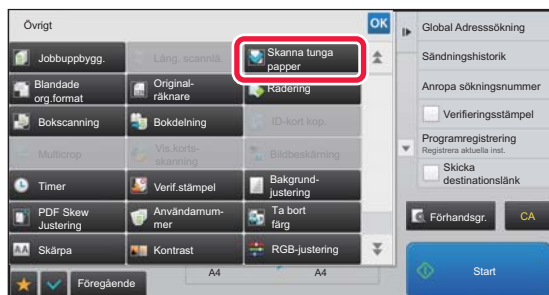 Övrigt
OK
Jobbuppbygg.
Lång. scannlä.
Skanna tunga
papper
Blandade
org.format
Original-
räknare
Radering
Bokscanning
Bokdelning
ID-kort kop.
Multicrop
Vis.korts-
skanning
Bildbeskärning
Timer
Verif.stämpel
Bakgrund-
justering
PDF Skew
Justering
Användarnum-
mer
Ta bort
färg
AA Skärpa
Kontrast
RGB-justering
Föregående
A4
A4
Global Adresssökning
Sändningshistorik
Anropa sökningsnummer
Verifieringsstämpel
Programregistrering
Registrera aktuella inst.
Skicka
destinationslänk
Förhandsgr.
CA
Start